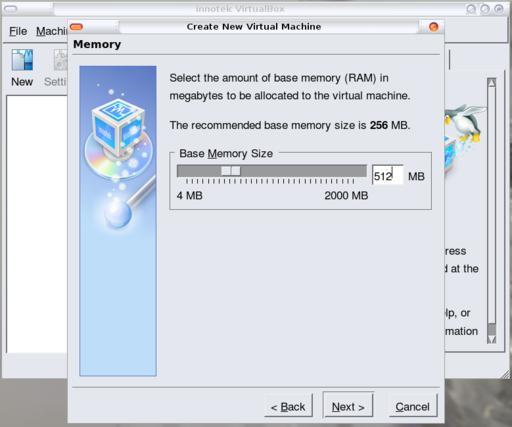 innotek VirtualBox
File Machi
Create New Virtual Machine
Memory
New Setti
Select the amount of base memory (RAM) in
megabytes to be allocated to the virtual machine.
The recommended base memory size is 256 MB.
Base Memory Size
512 MB
4 MB 2000 MB
ress
d at the
lp, or
mation
< Back Next > Cancel